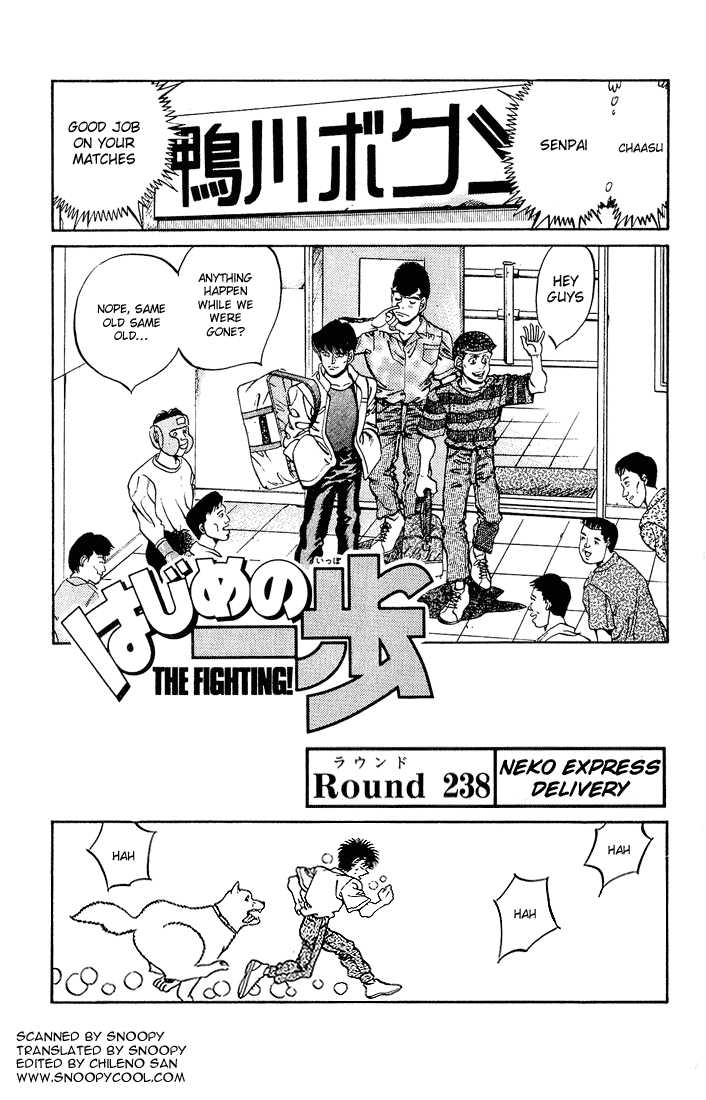 GOOD JOB
ON YOUR
MATCHES
鴨川ボクシ
SENPAI
CHAASU
HEY
GUYS
ANYTHING
HAPPEN
WHILE WE
WERE
GONE?
NOPE, SAME
OLD SAME
OLD...
はじめの一歩
いっぽ
THE FIGHTING!
ラウンド
Round 238
NEKO EXPRESS
DELIVERY
HAH
HAH
HAH
SCANNED BY SNOOPY
TRANSLATED BY SNOOPY
EDITED BY CHILENO SAN
WWW.SNOOPYCOOL.COM